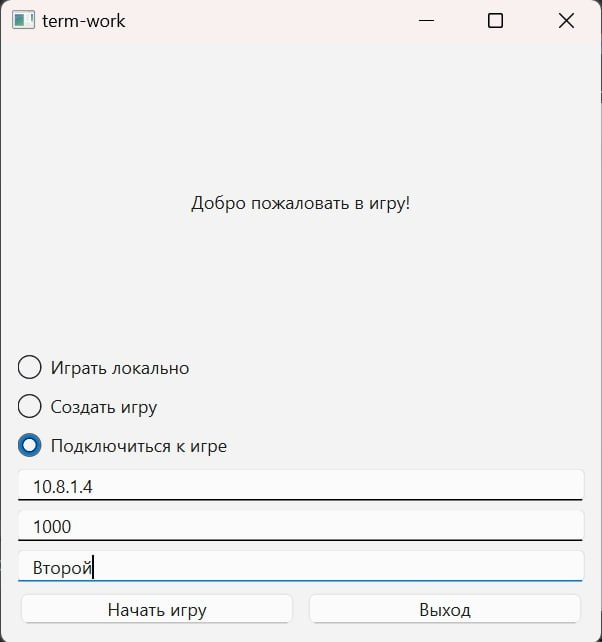 term-work
Добро пожаловать в игру!
Играть локально
Создать игру
Подключиться к игре
10.8.1.4
1000
Второй
Начать игру
Выход